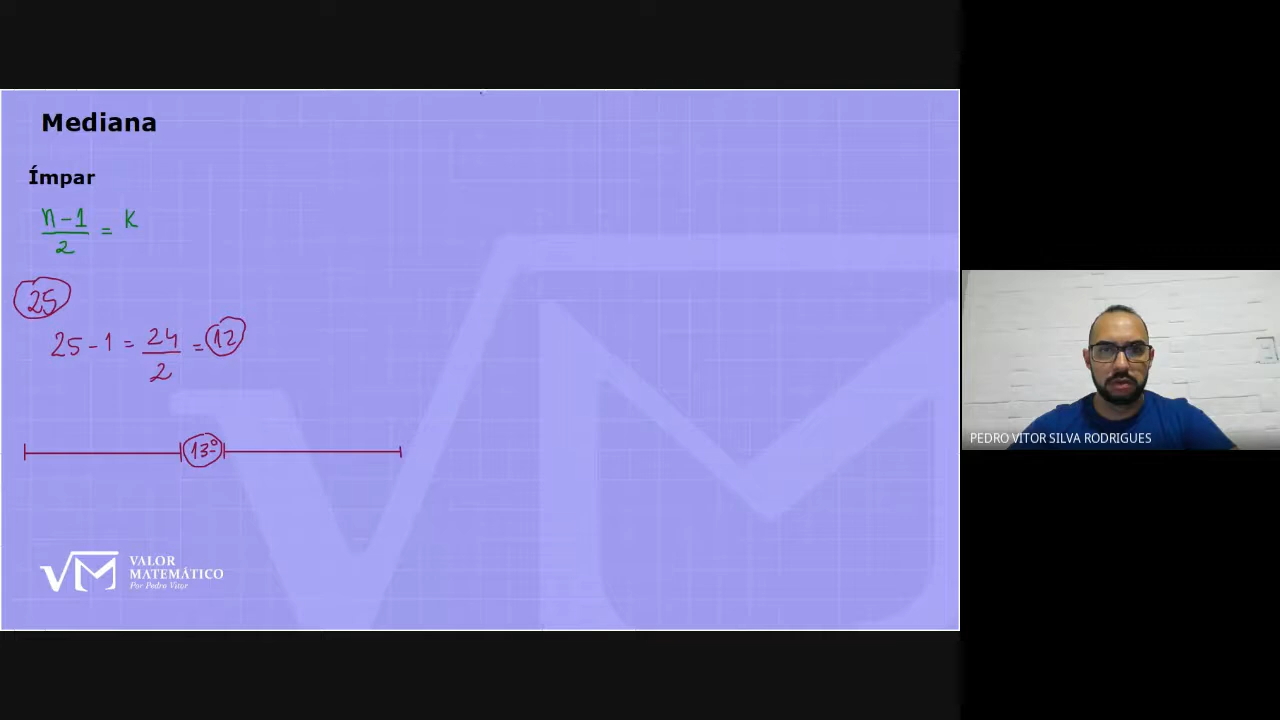 Mediana
Ímpar
n-1/2 = K
25
25-1 = 24/2 = 12
13º
VALOR
MATEMÁTICO
Por Pedro Vitor
PEDRO VITOR SILVA RODRIGUES